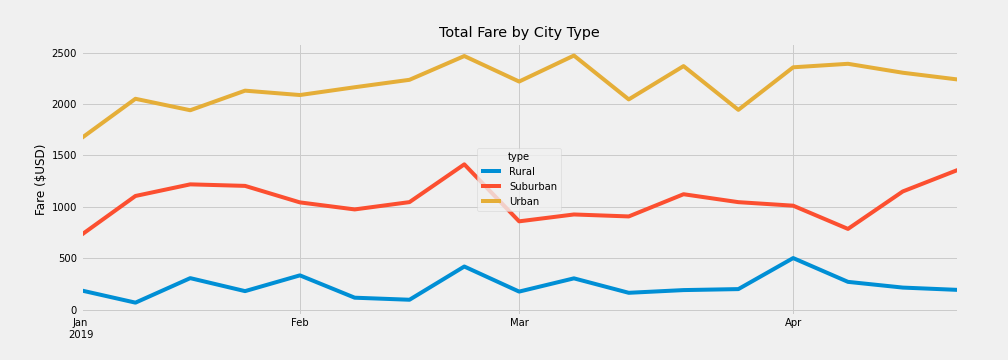 Total Fare by City Type
Fare ($USD)
2500
2000
1500
1000
500
0
type
Rural
Suburban
Urban
Jan
2019
Feb
Mar
Apr